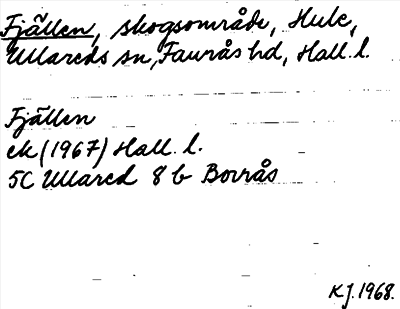 Fjällen, skogsområde, Hule,
Ullareds sn, Faurås hd, Hall. l.
Fjällen
ek (1967) Hall. l.
5C Ullared 8 b Borrås
KJ. 1968.